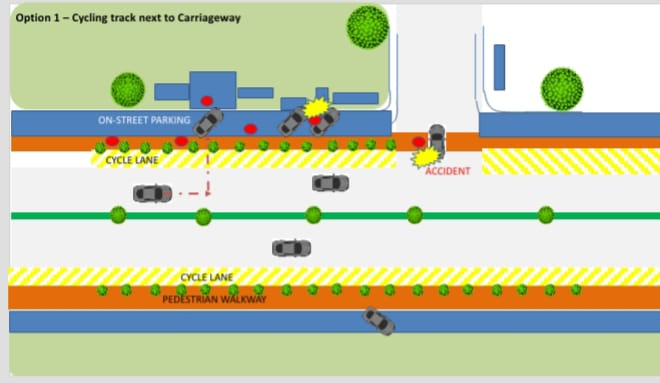 Option 1 – Cycling track next to Carriageway
ON-STREET PARKING
CYCLE LANE
ACCIDENT
CYCLE LANE
PEDESTRIAN WALKWAY